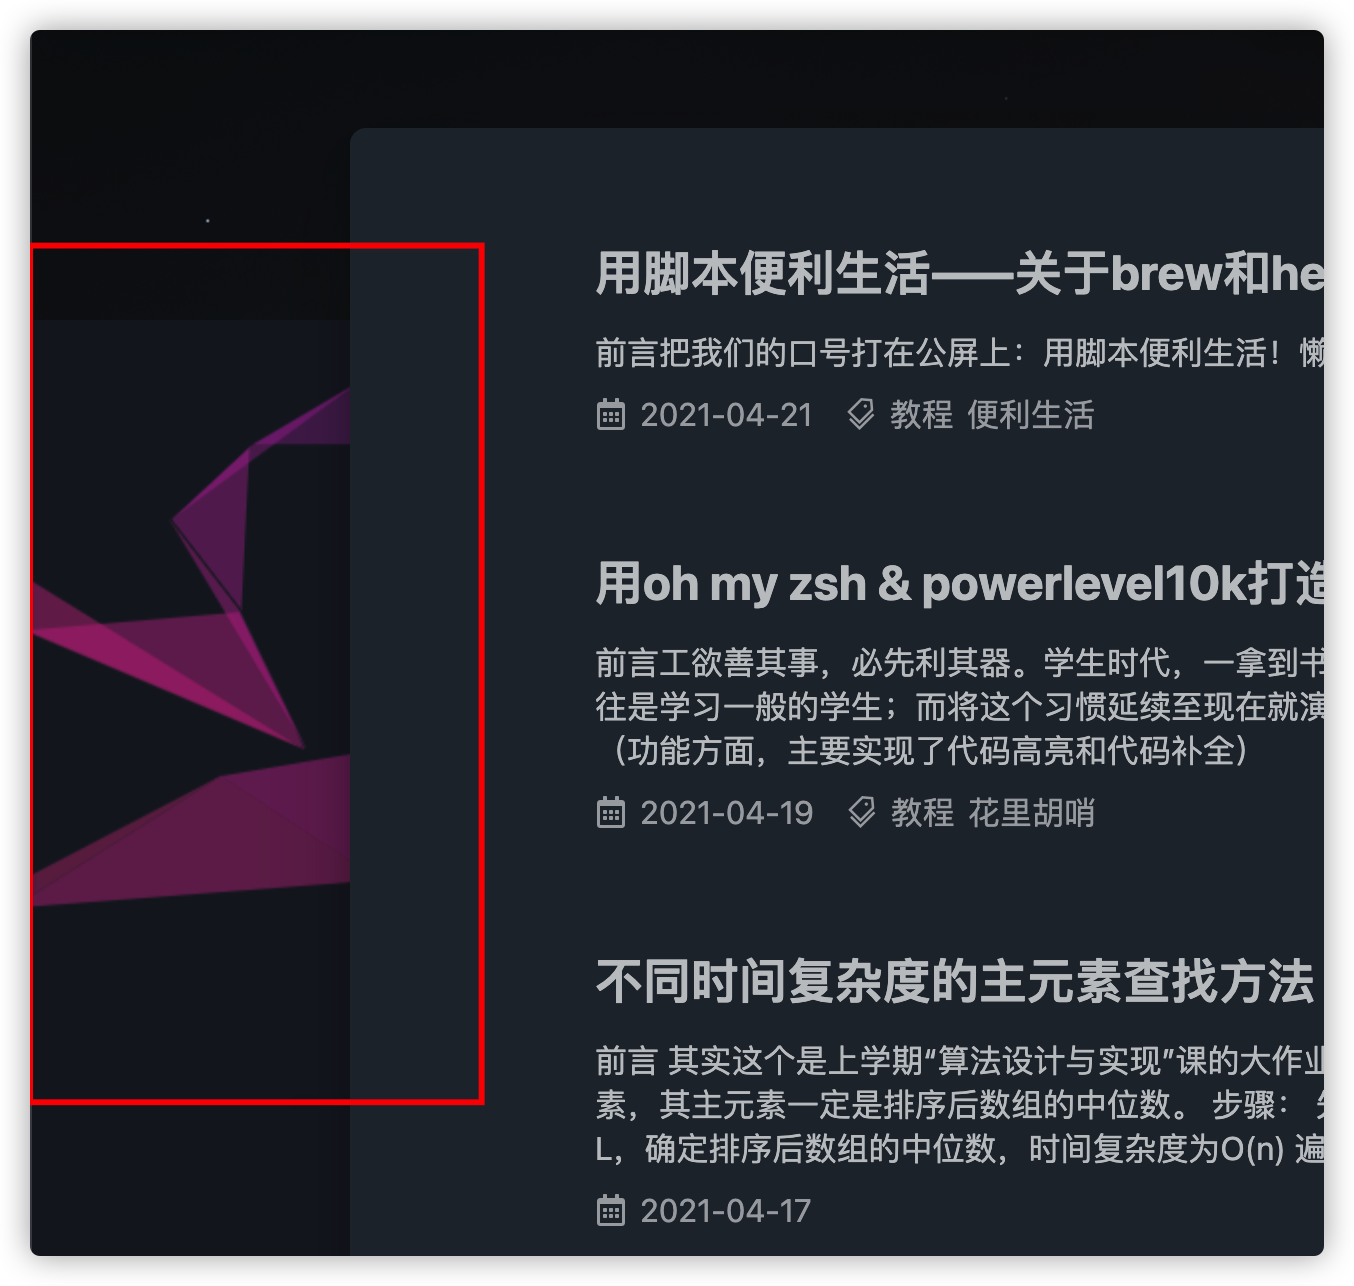 用脚本便利生活——关于brew和he
前言把我们的口号打在公屏上：用脚本便利生活！懒
2021-04-21 教程 便利生活
用oh my zsh & powerlevel10k打造
前言工欲善其事，必先利其器。学生时代，一拿到书
往是学习一般的学生；而将这个习惯延续至现在就演
（功能方面，主要实现了代码高亮和代码补全）
2021-04-19 教程 花里胡哨
不同时间复杂度的主元素查找方法
前言 其实这个是上学期“算法设计与实现”课的大作业
素，其主元素一定是排序后数组的中位数。 步骤：
L，确定排序后数组的中位数，时间复杂度为O(n) 遍
2021-04-17